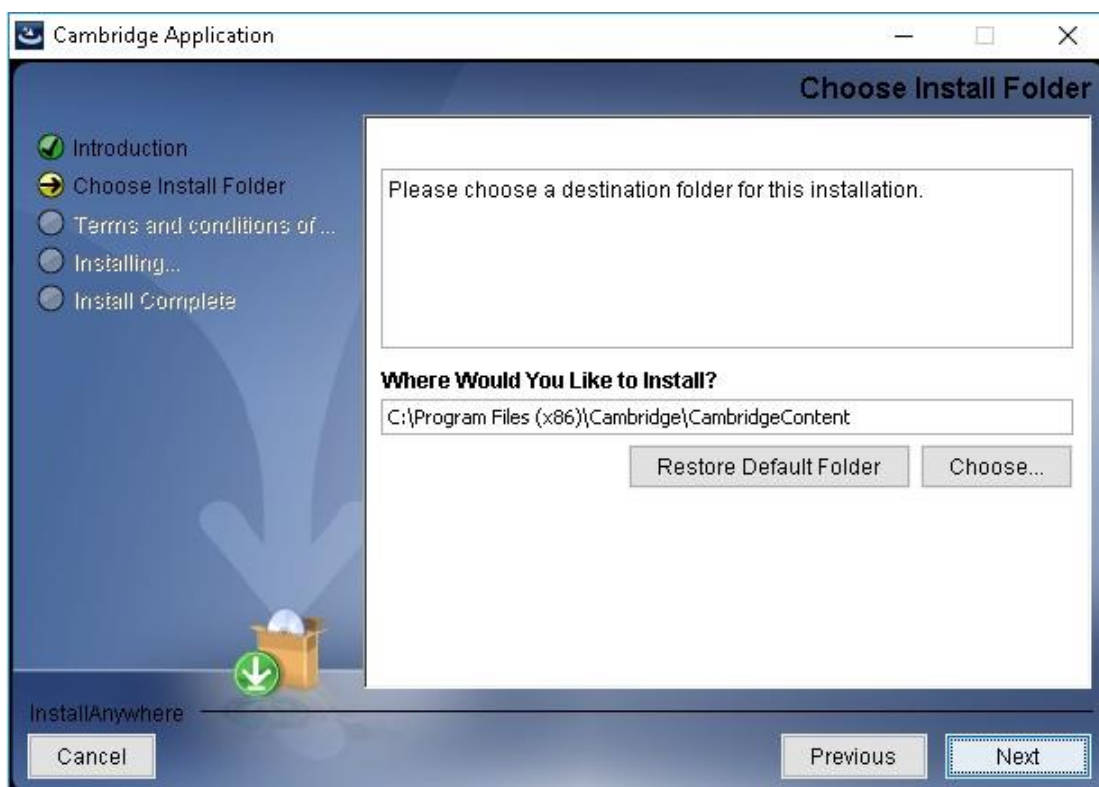 Cambridge Application
Choose Install Folder
Introduction
Choose Install Folder
Terms and conditions of ...
Installing...
Install Complete
Please choose a destination folder for this installation.
Where Would You Like to Install?
C:\Program Files (x86)\Cambridge\CambridgeContent
Restore Default Folder
Choose...
InstallAnywhere
Cancel
Previous
Next